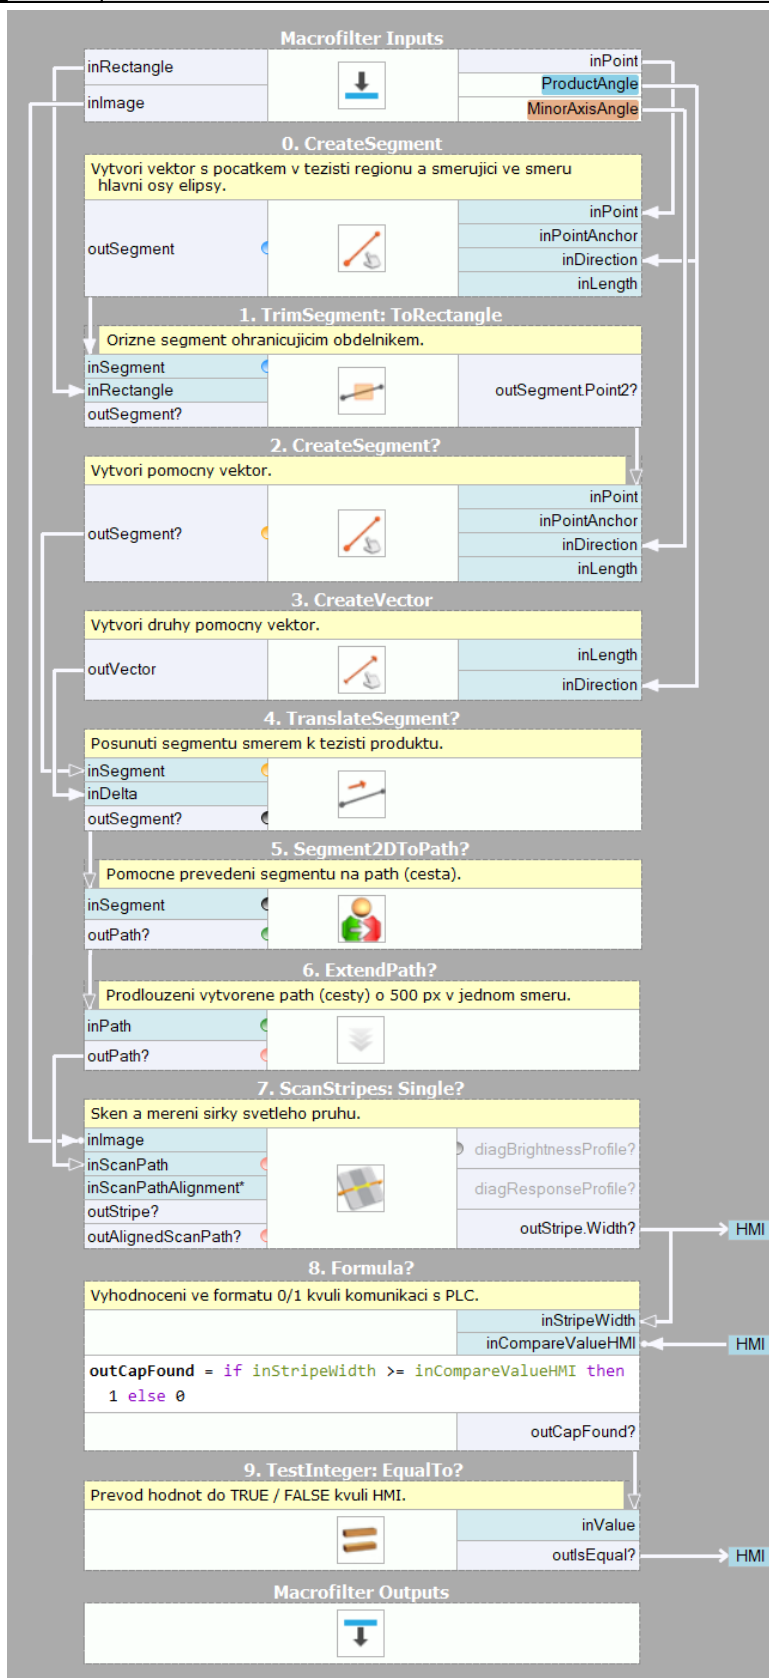 Macrofilter Inputs
inRectangle
inImage
inPoint
ProductAngle
MinorAxisAngle
0. CreateSegment
Vytvori vektor s pocatkem v tezisti regionu a smerujici ve smeru
hlavni osy elipsy.
outSegment
inPoint
inPointAnchor
inDirection
inLength
1. TrimSegment: ToRectangle
Orizne segment ohranicujicim obdelnikem.
inSegment
inRectangle
outSegment?
outSegment.Point2?
2. CreateSegment?
Vytvori pomocny vektor.
outSegment?
inPoint
inPointAnchor
inDirection
inLength
3. CreateVector
Vytvori druhy pomocny vektor.
outVector
inLength
inDirection
4. TranslateSegment?
Posunuti segmentu smerem k tezisti produktu.
inSegment
inDelta
outSegment?
5. Segment2DToPath?
Pomocne prevedeni segmentu na path (cesta).
inSegment
outPath?
6. ExtendPath?
Prodlouzeni vytvorene path (cesty) o 500 px v jednom smeru.
inPath
outPath?
7. ScanStripes: Single?
Sken a mereni sirky svetleho pruhu.
inImage
inScanPath
inScanPathAlignment*
outStripe?
outAlignedScanPath?
diagBrightnessProfile?
diagResponseProfile?
outStripe.Width?
HMI
8. Formula?
Vyhodnoceni ve formatu 0/1 kvuli komunikaci s PLC.
inStripeWidth
inCompareValueHMI
HMI
outCapFound = if inStripeWidth >= inCompareValueHMI then
1 else 0
outCapFound?
9. TestInteger: EqualTo?
Prevod hodnot do TRUE / FALSE kvuli HMI.
inValue
outIsEqual?
HMI
Macrofilter Outputs